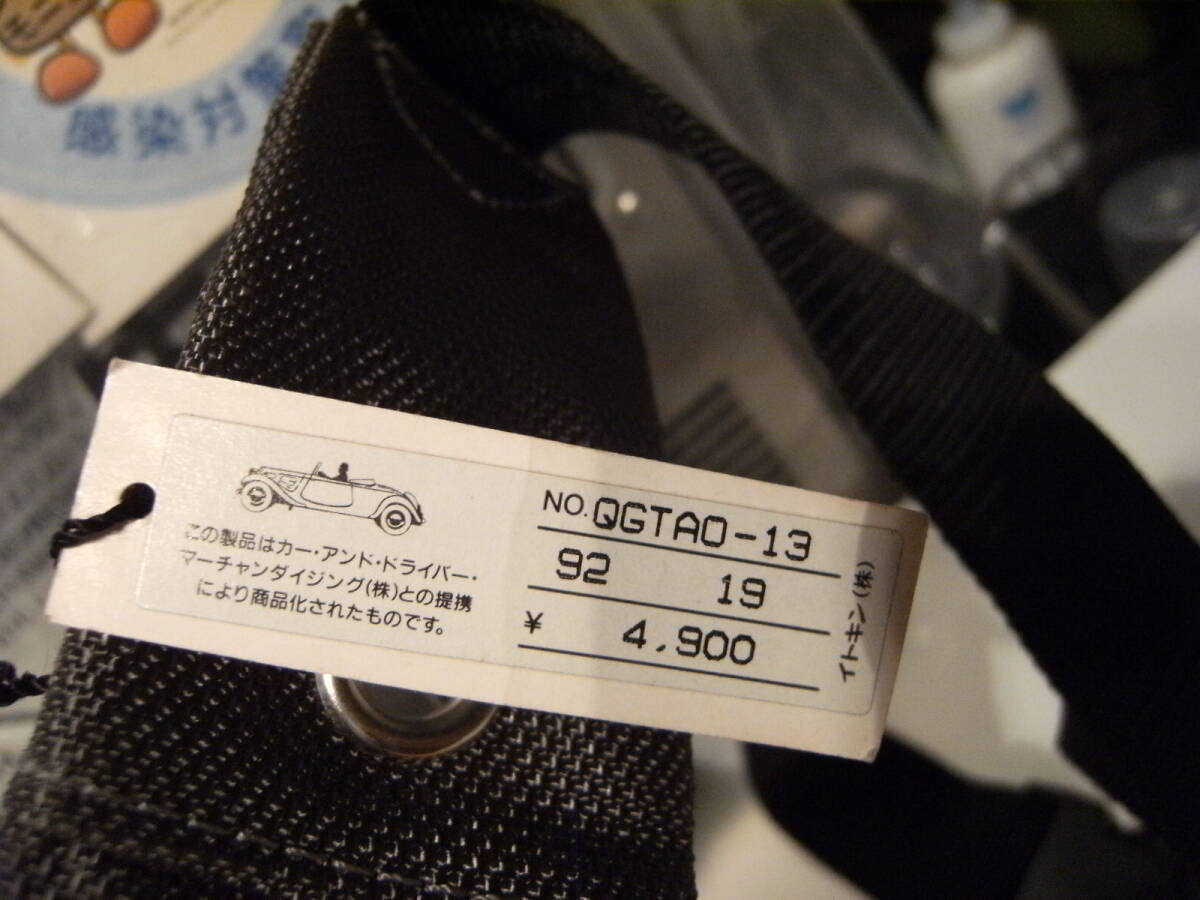 感染対策
この製品はカー・アンド・ドライバー・
マーチャンダイジング(株)との提携
により商品化されたものです。
NO. QGTAO-13
92 19
¥ 4,900
イトキン(株)